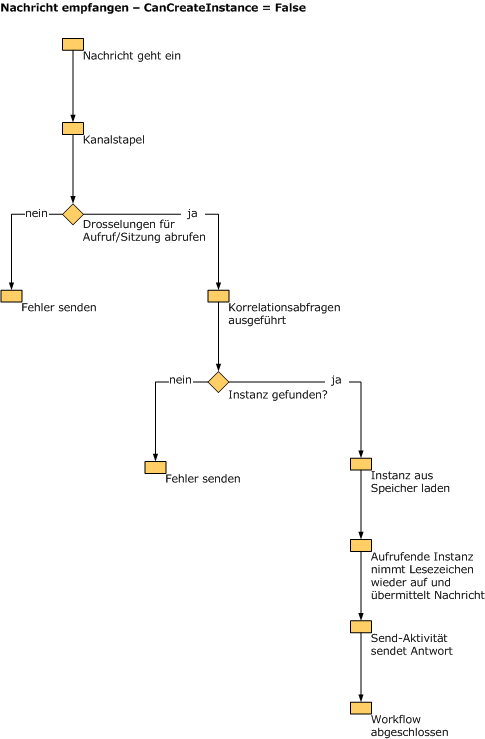 Nachricht empfangen – CanCreateInstance = False
Nachricht geht ein
Kanalstapel
nein
ja
Drosselungen für
Aufruf/Sitzung abrufen
Fehler senden
Korrelationsabfragen
ausgeführt
nein
ja
Instanz gefunden?
Fehler senden
Instanz aus
Speicher laden
Aufrufende Instanz
nimmt Lesezeichen
wieder auf und
übermittelt Nachricht
Send-Aktivität
sendet Antwort
Workflow
abgeschlossen